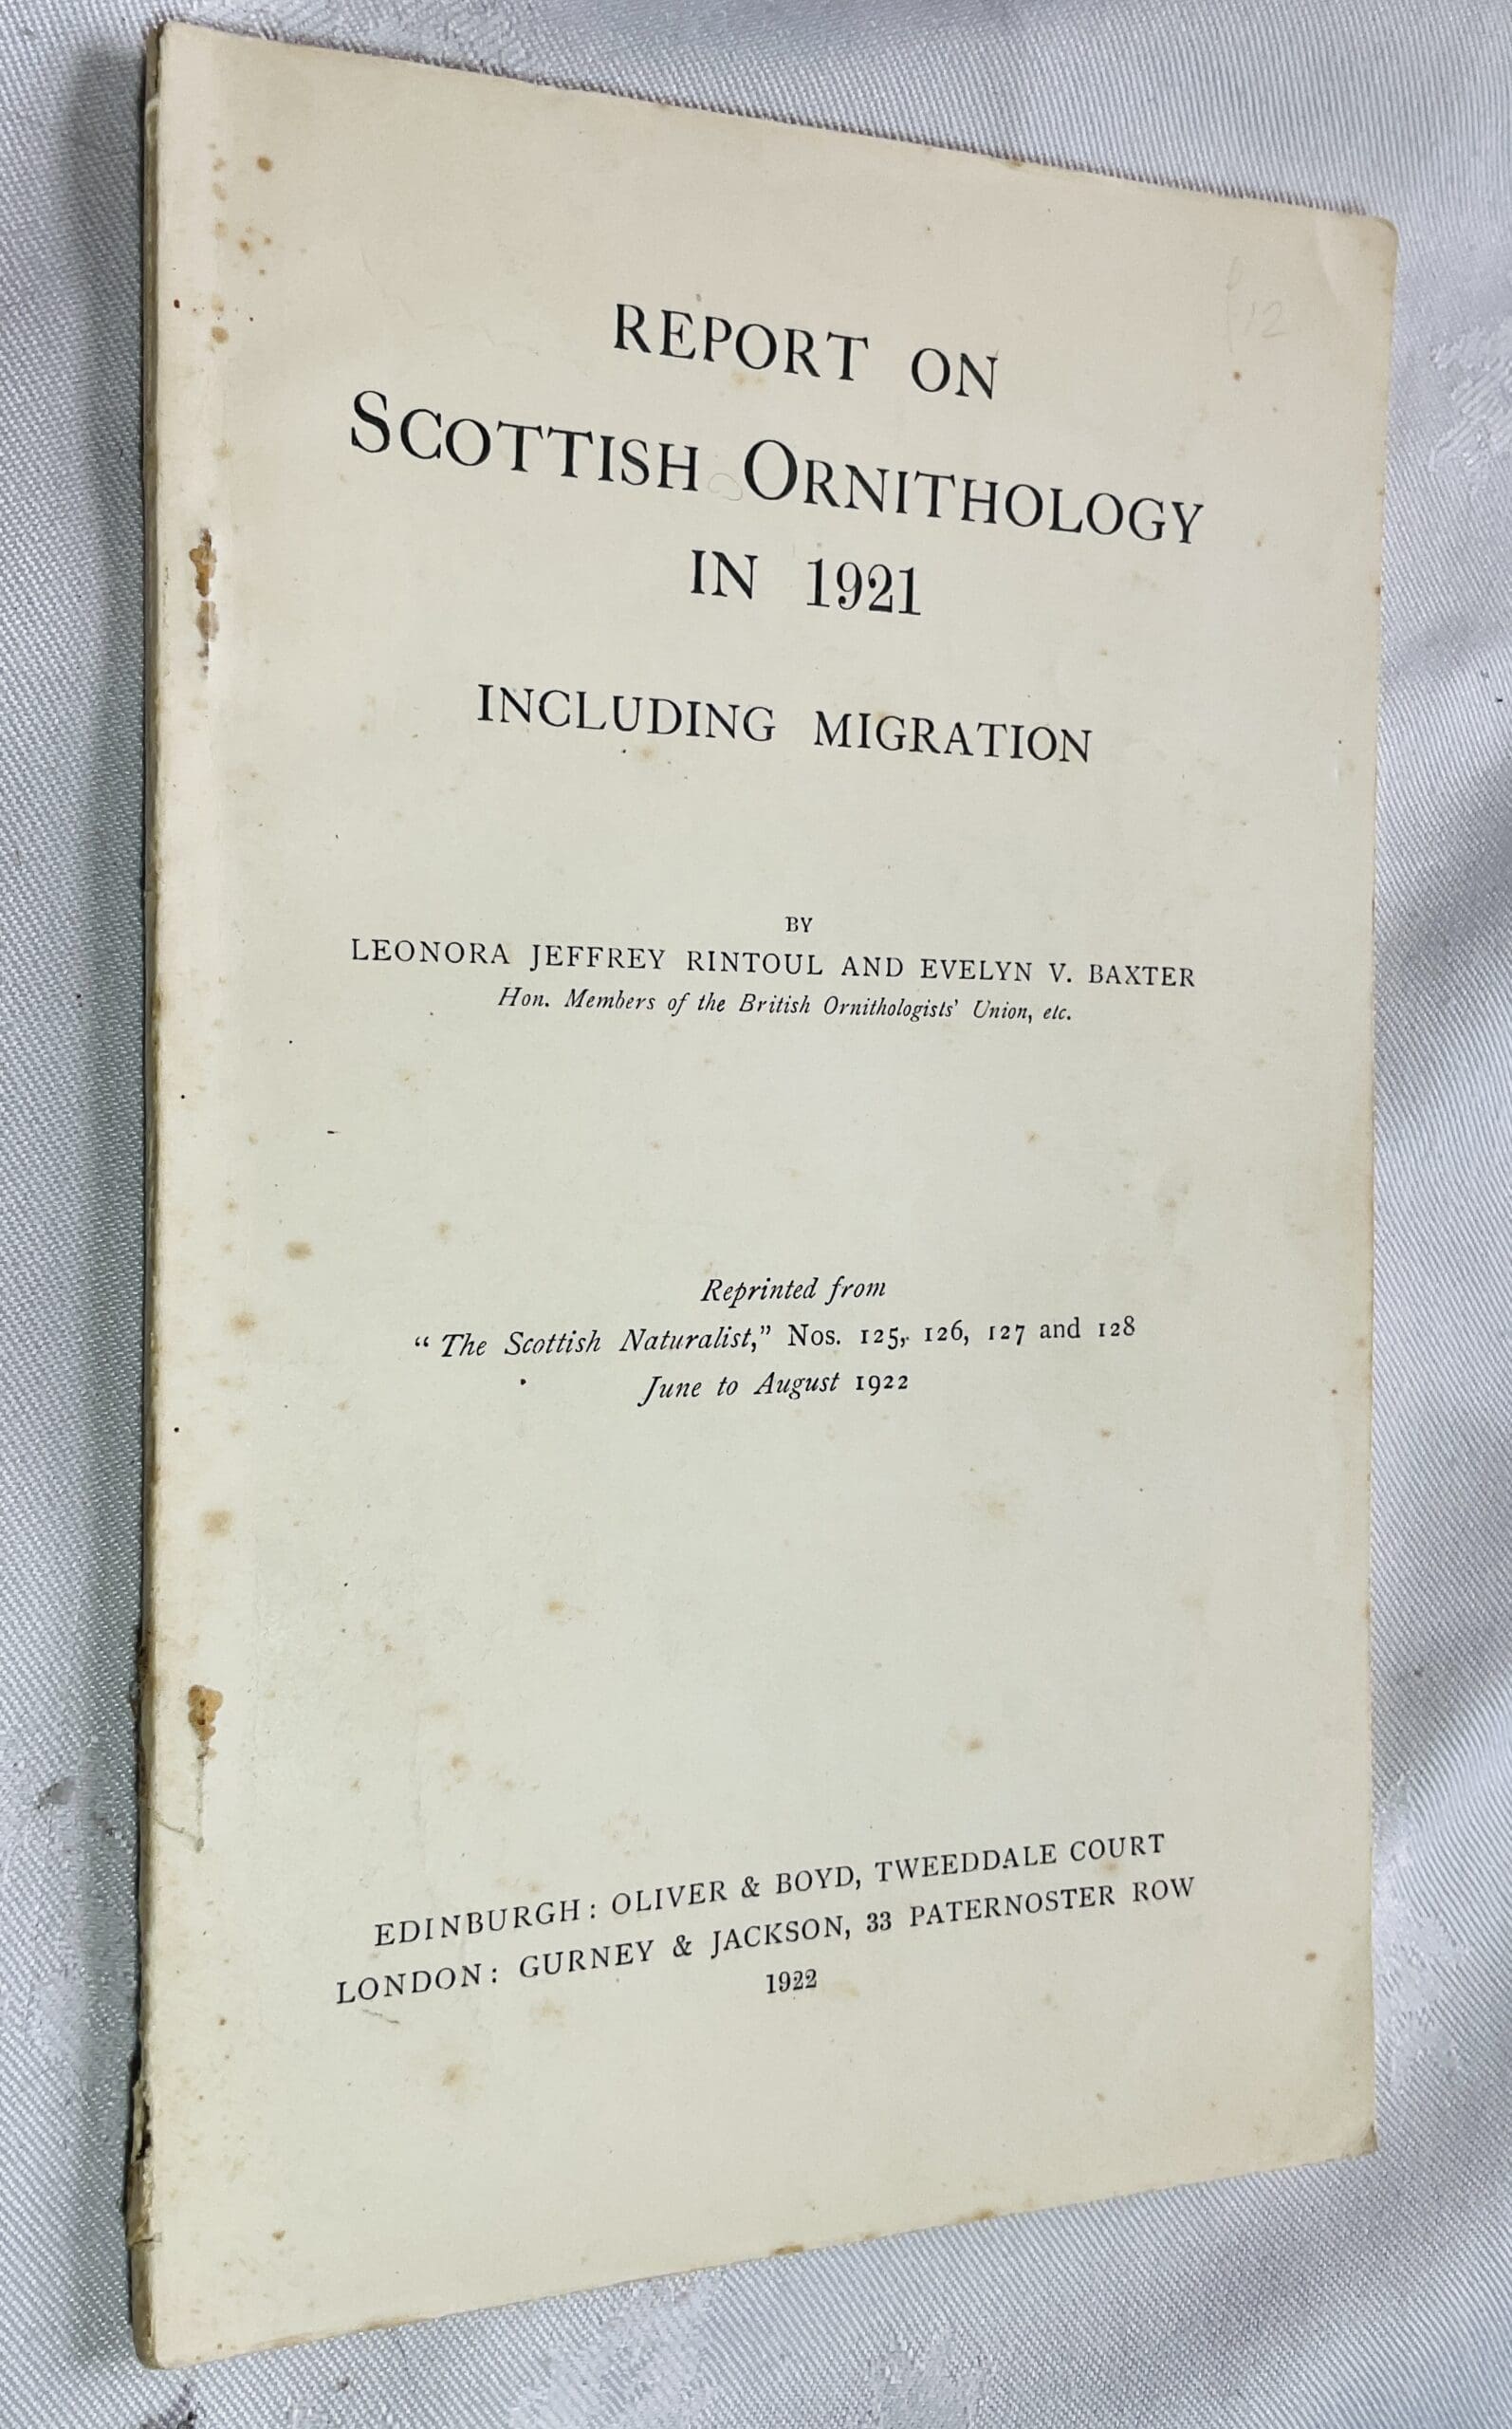 REPORT ON
SCOTTISH ORNITHOLOGY
IN 1921
INCLUDING MIGRATION
BY
LEONORA JEFFREY RINTOUL AND EVELYN V. BAXTER
Hon. Members of the British Ornithologists' Union, etc.
Reprinted from
“The Scottish Naturalist,” Nos. 125, 126, 127 and 128
June to August 1922
EDINBURGH: OLIVER & BOYD, TWEEDDALE COURT
LONDON: GURNEY & JACKSON, 33 PATERNOSTER ROW
1922